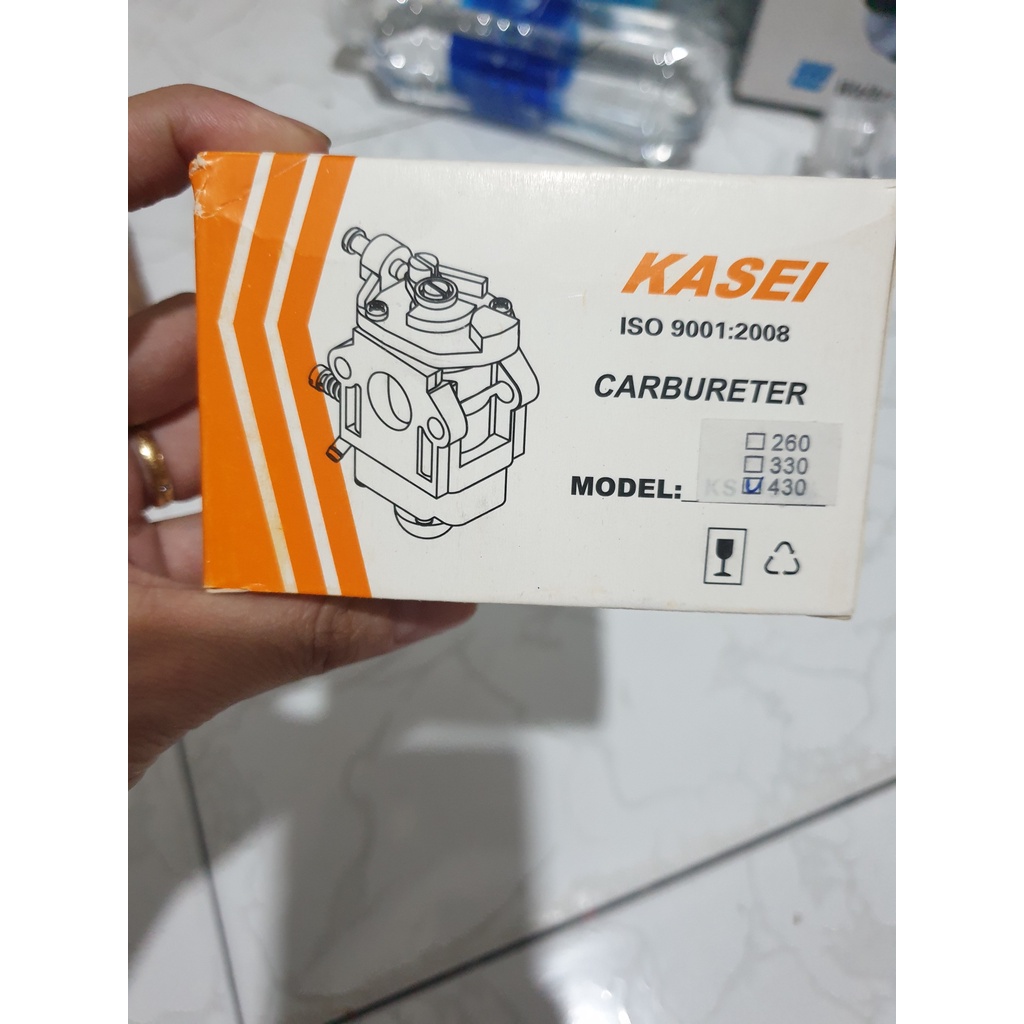 KASEI
ISO 9001:2008
CARBURETER
260
330
MODEL: 430